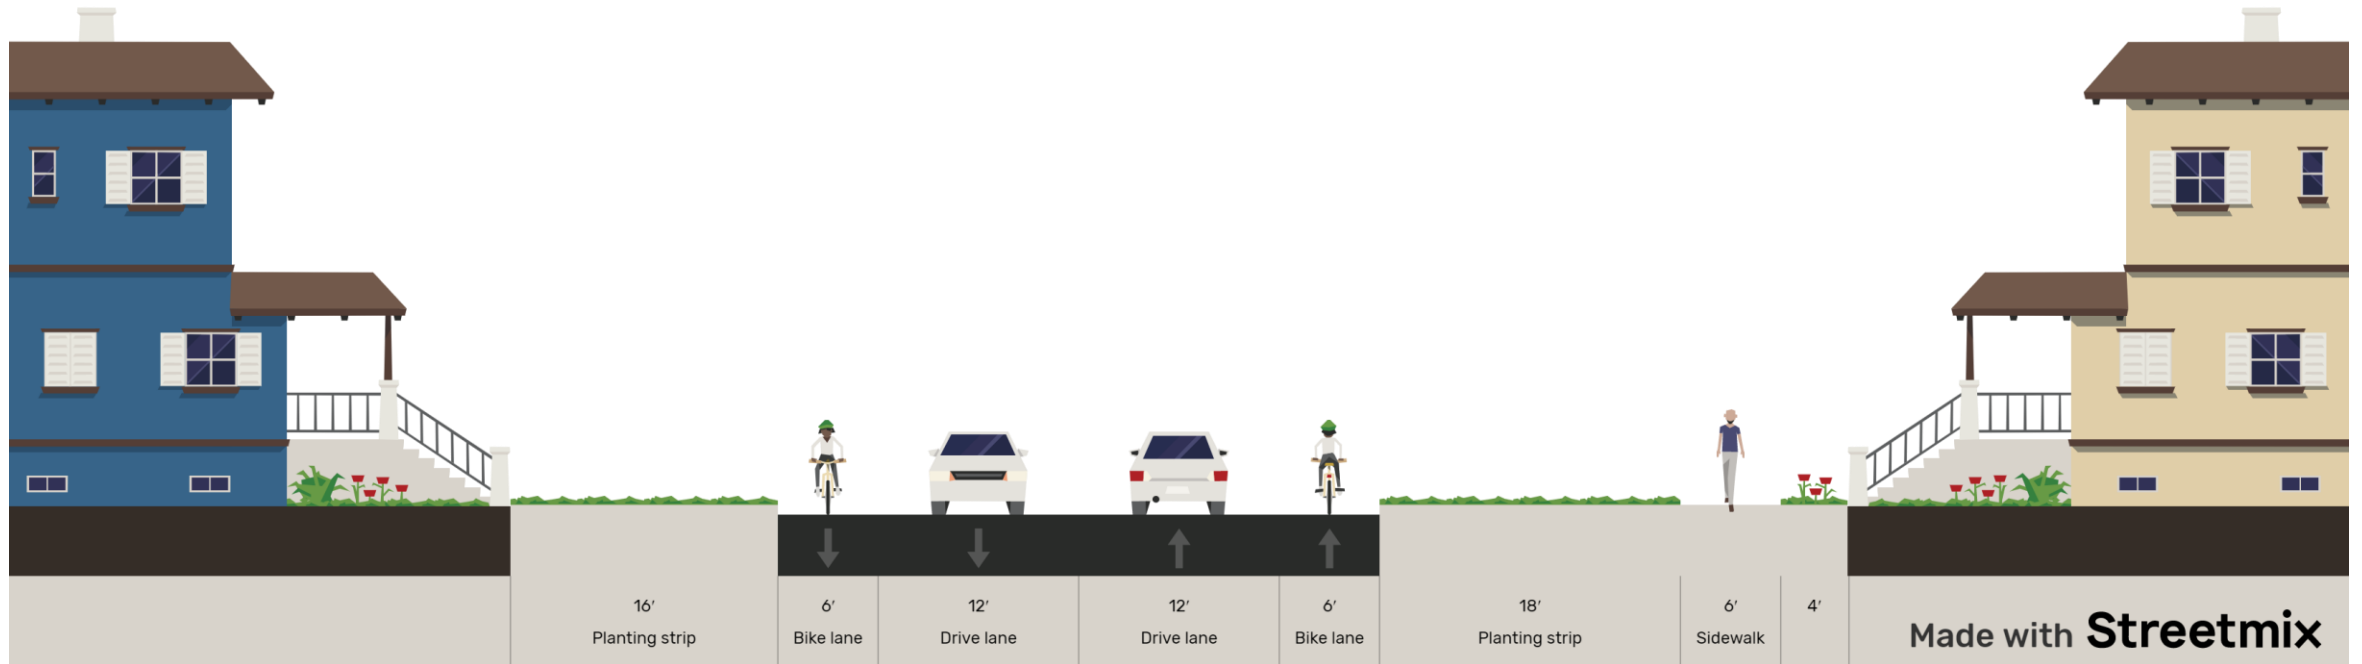 16′
Planting strip
6′
Bike lane
12′
Drive lane
12′
Drive lane
6′
Bike lane
18′
Planting strip
6′
Sidewalk
4′
Made with Streetmix